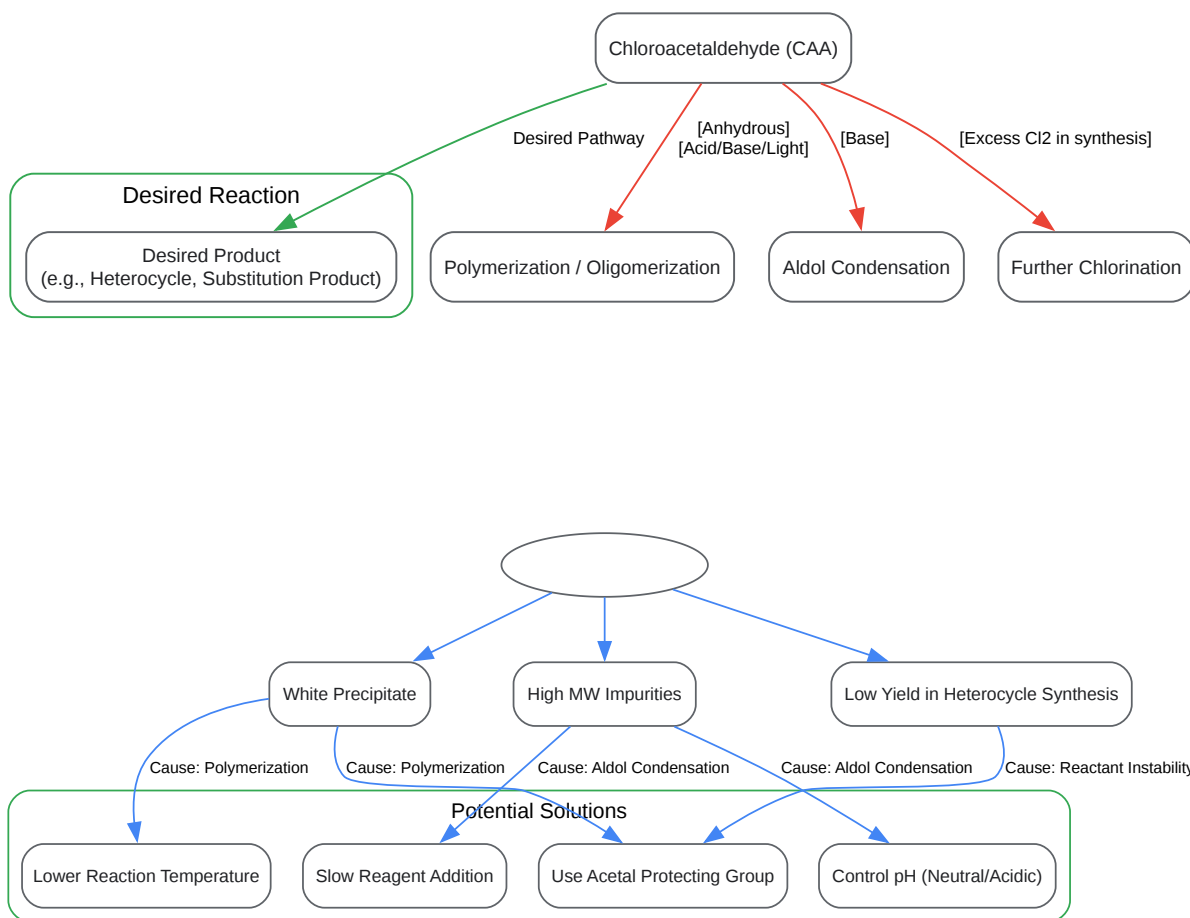 Chloroacetaldehyde (CAA)
Desired Pathway
[Anhydrous]
[Acid/Base/Light]
[Base]
[Excess Cl2 in synthesis]
Desired Reaction
Desired Product
(e.g., Heterocycle, Substitution Product)
Polymerization / Oligomerization
Aldol Condensation
Further Chlorination
White Precipitate
High MW Impurities
Low Yield in Heterocycle Synthesis
Cause: Polymerization
Cause: Polymerization
Cause: Aldol Condensation
Cause: Aldol Condensation
Cause: Reactant Instability
Potential Solutions
Lower Reaction Temperature
Slow Reagent Addition
Use Acetal Protecting Group
Control pH (Neutral/Acidic)